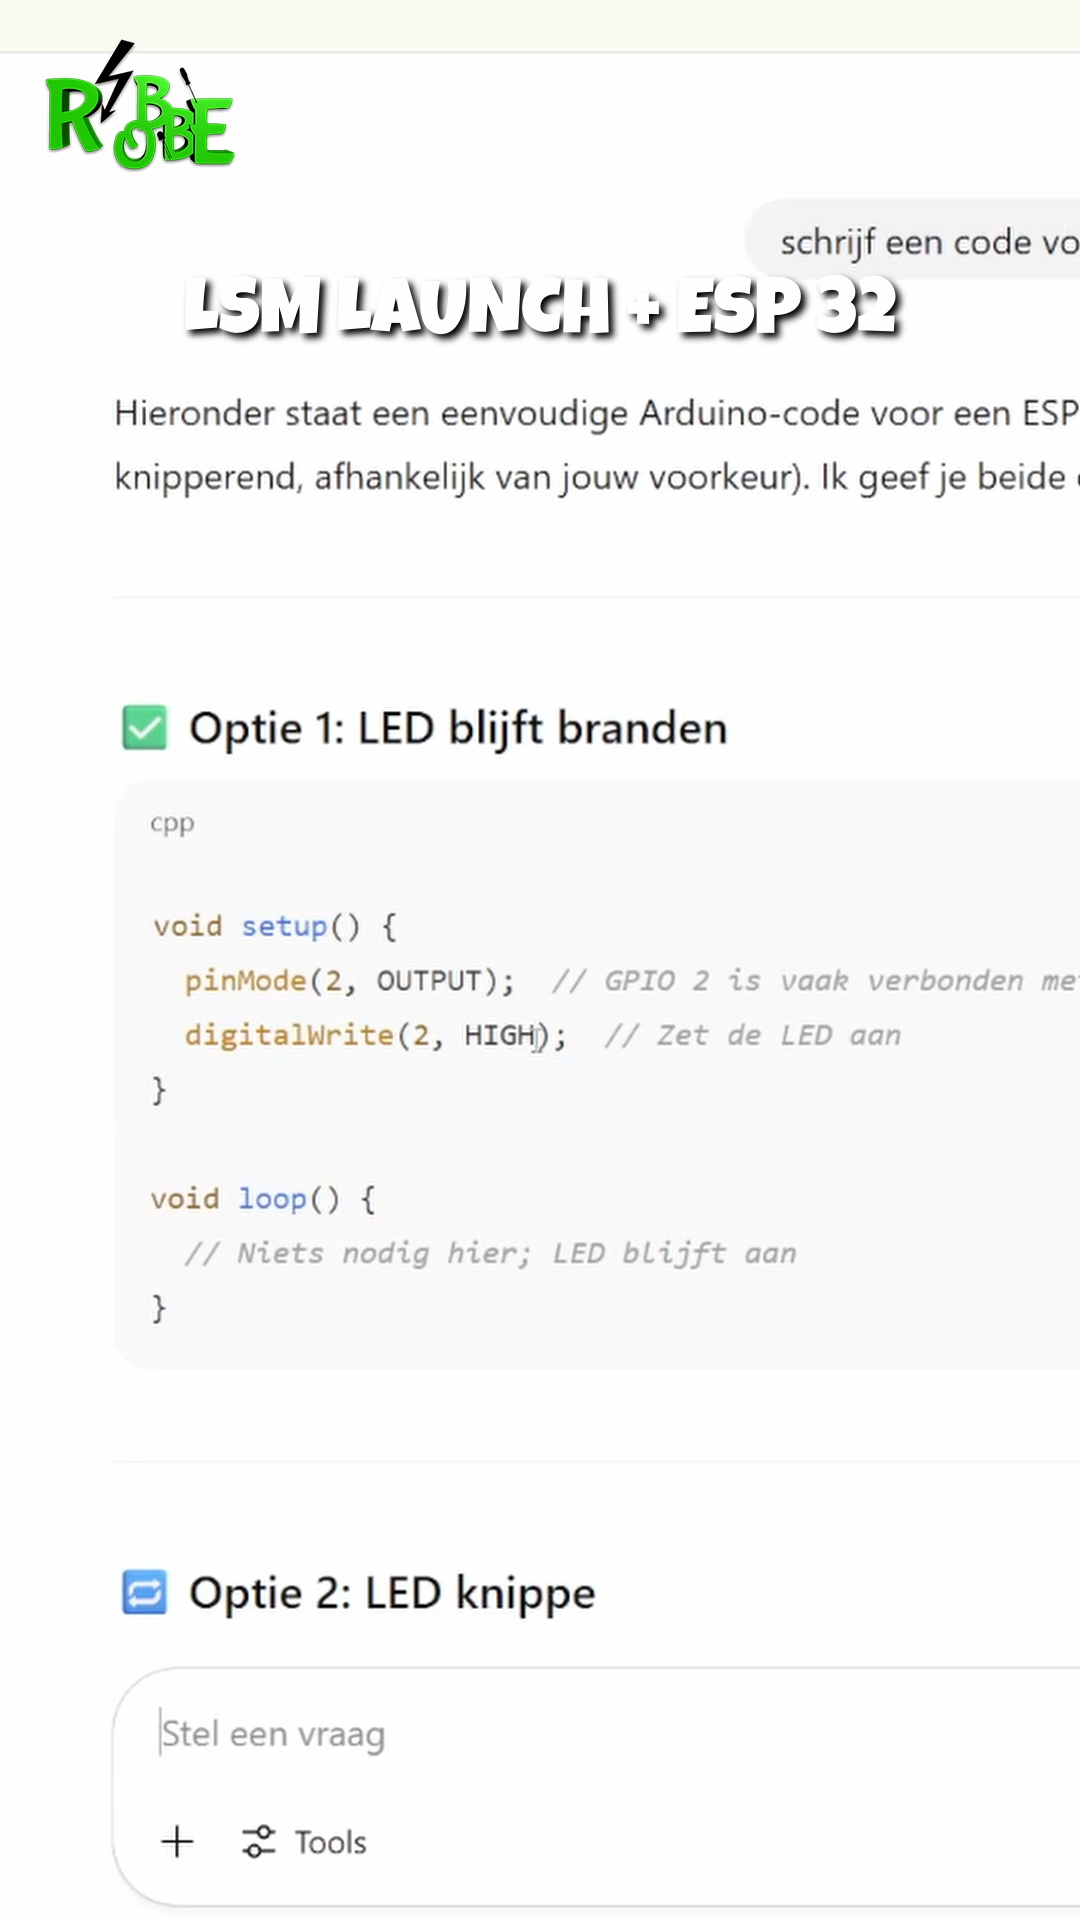 ROBBE
schrijf een code vo
LSM LAUNCH + ESP 32
Hieronder staat een eenvoudige Arduino-code voor een ESP
knipperend, afhankelijk van jouw voorkeur). Ik geef je beide
Optie 1: LED blijft branden
cpp
void setup() {
pinMode(2, OUTPUT); // GPIO 2 is vaak verbonden me
digitalWrite(2, HIGH); // Zet de LED aan
}
void loop() {
// Niets nodig hier; LED blijft aan
}
Optie 2: LED knippe
Stel een vraag
+ Tools